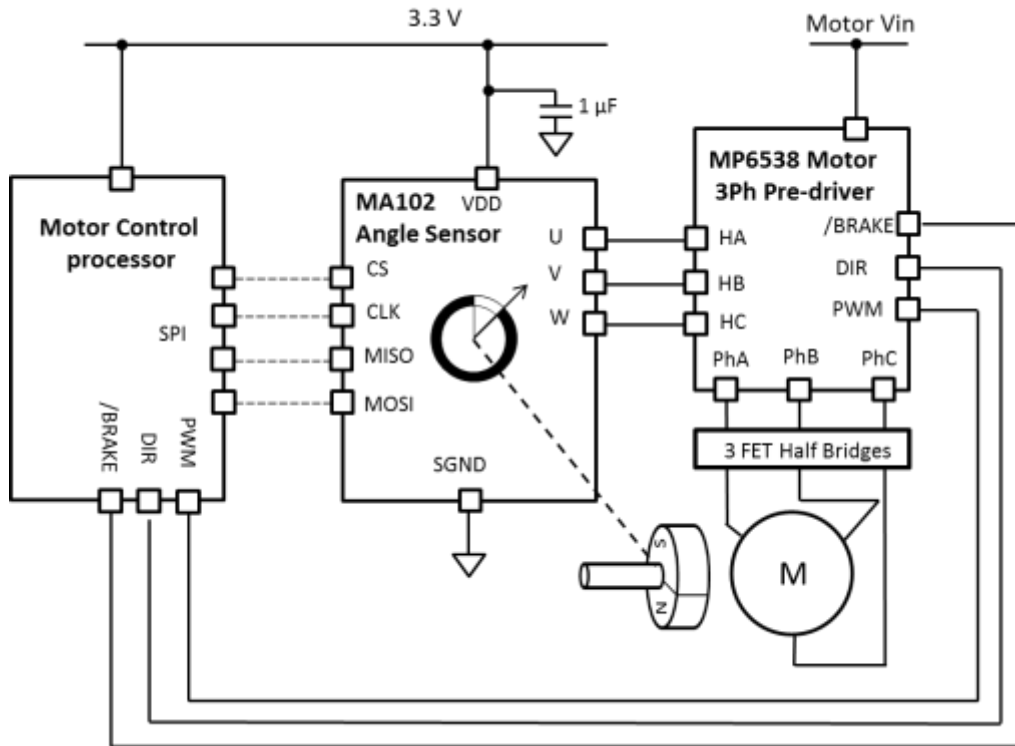 3.3 V
Motor Vin
1 µF
MP6538 Motor
3Ph Pre-driver
/BRAKE
DIR
PWM
HA
HB
HC
PhA
PhB
PhC
3 FET Half Bridges
M
MA102
Angle Sensor
VDD
U
V
W
CS
CLK
MISO
MOSI
SGND
S
N
Motor Control
processor
SPI
/BRAKE
DIR
PWM